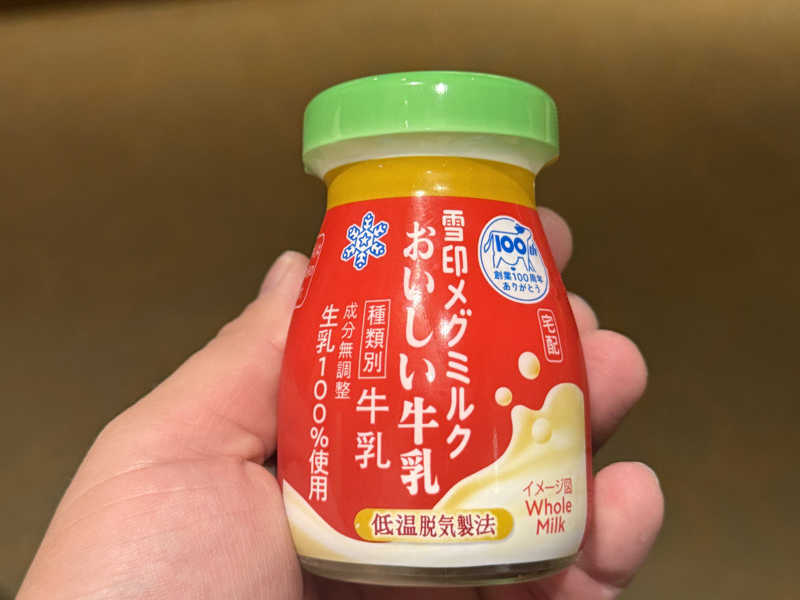 雪印メグミルク
おいしい牛乳
種類別
牛乳
成分無調整
生乳100%使用
100th
創業100周年
ありがとう
宅配
イメージ図
Whole
Milk
低温脱気製法